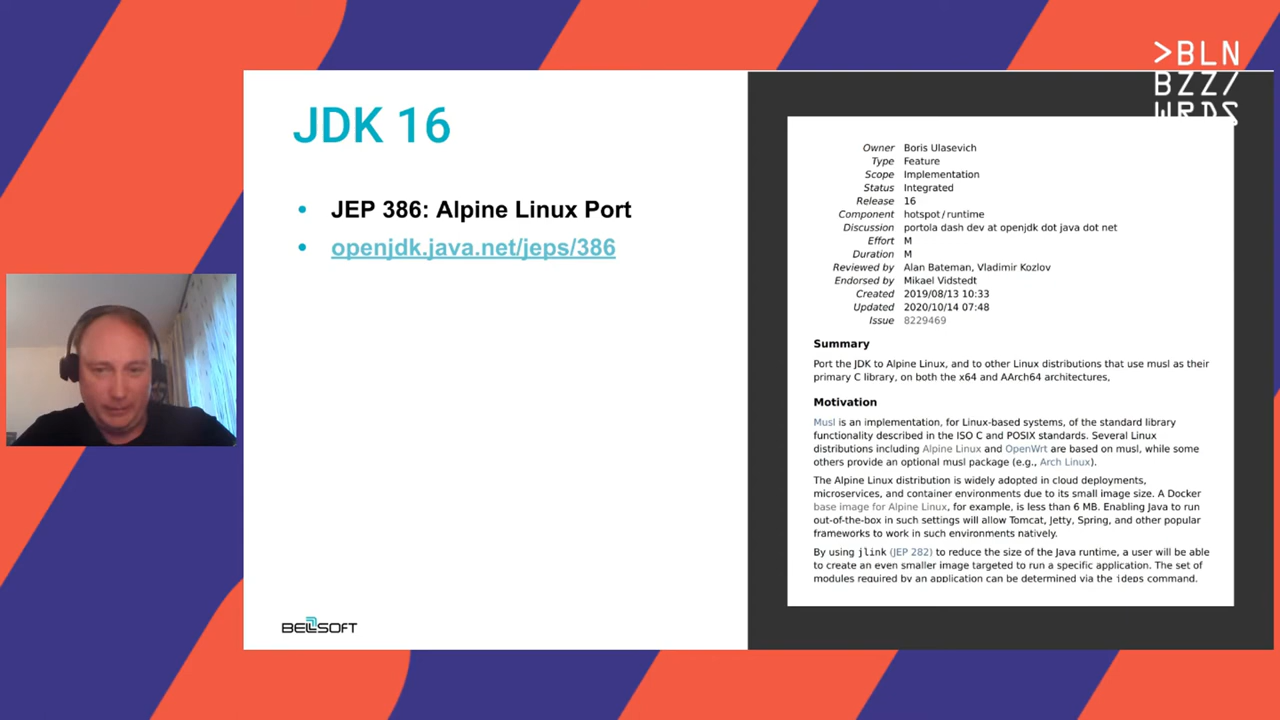 >BLN
BZZ/
WRDS
JDK 16
• JEP 386: Alpine Linux Port
• openjdk.java.net/jeps/386
BELLSOFT
Owner Boris Ulasevich
Type Feature
Scope Implementation
Status Integrated
Release 16
Component hotspot / runtime
Discussion portola dash dev at openjdk dot java dot net
Effort M
Duration M
Reviewed by Alan Bateman, Vladimir Kozlov
Endorsed by Mikael Vidstedt
Created 2019/08/13 10:33
Updated 2020/10/14 07:48
Issue 8229469
Summary
Port the JDK to Alpine Linux, and to other Linux distributions that use musl as their
primary C library, on both the x64 and AArch64 architectures,
Motivation
Musl is an implementation, for Linux-based systems, of the standard library
functionality described in the ISO C and POSIX standards. Several Linux
distributions including Alpine Linux and OpenWrt are based on musl, while some
others provide an optional musl package (e.g., Arch Linux).
The Alpine Linux distribution is widely adopted in cloud deployments,
microservices, and container environments due to its small image size. A Docker
base image for Alpine Linux, for example, is less than 6 MB. Enabling Java to run
out-of-the-box in such settings will allow Tomcat, Jetty, Spring, and other popular
frameworks to work in such environments natively.
By using jlink (JEP 282) to reduce the size of the Java runtime, a user will be able
to create an even smaller image targeted to run a specific application. The set of
modules required by an application can be determined via the jdeps command.